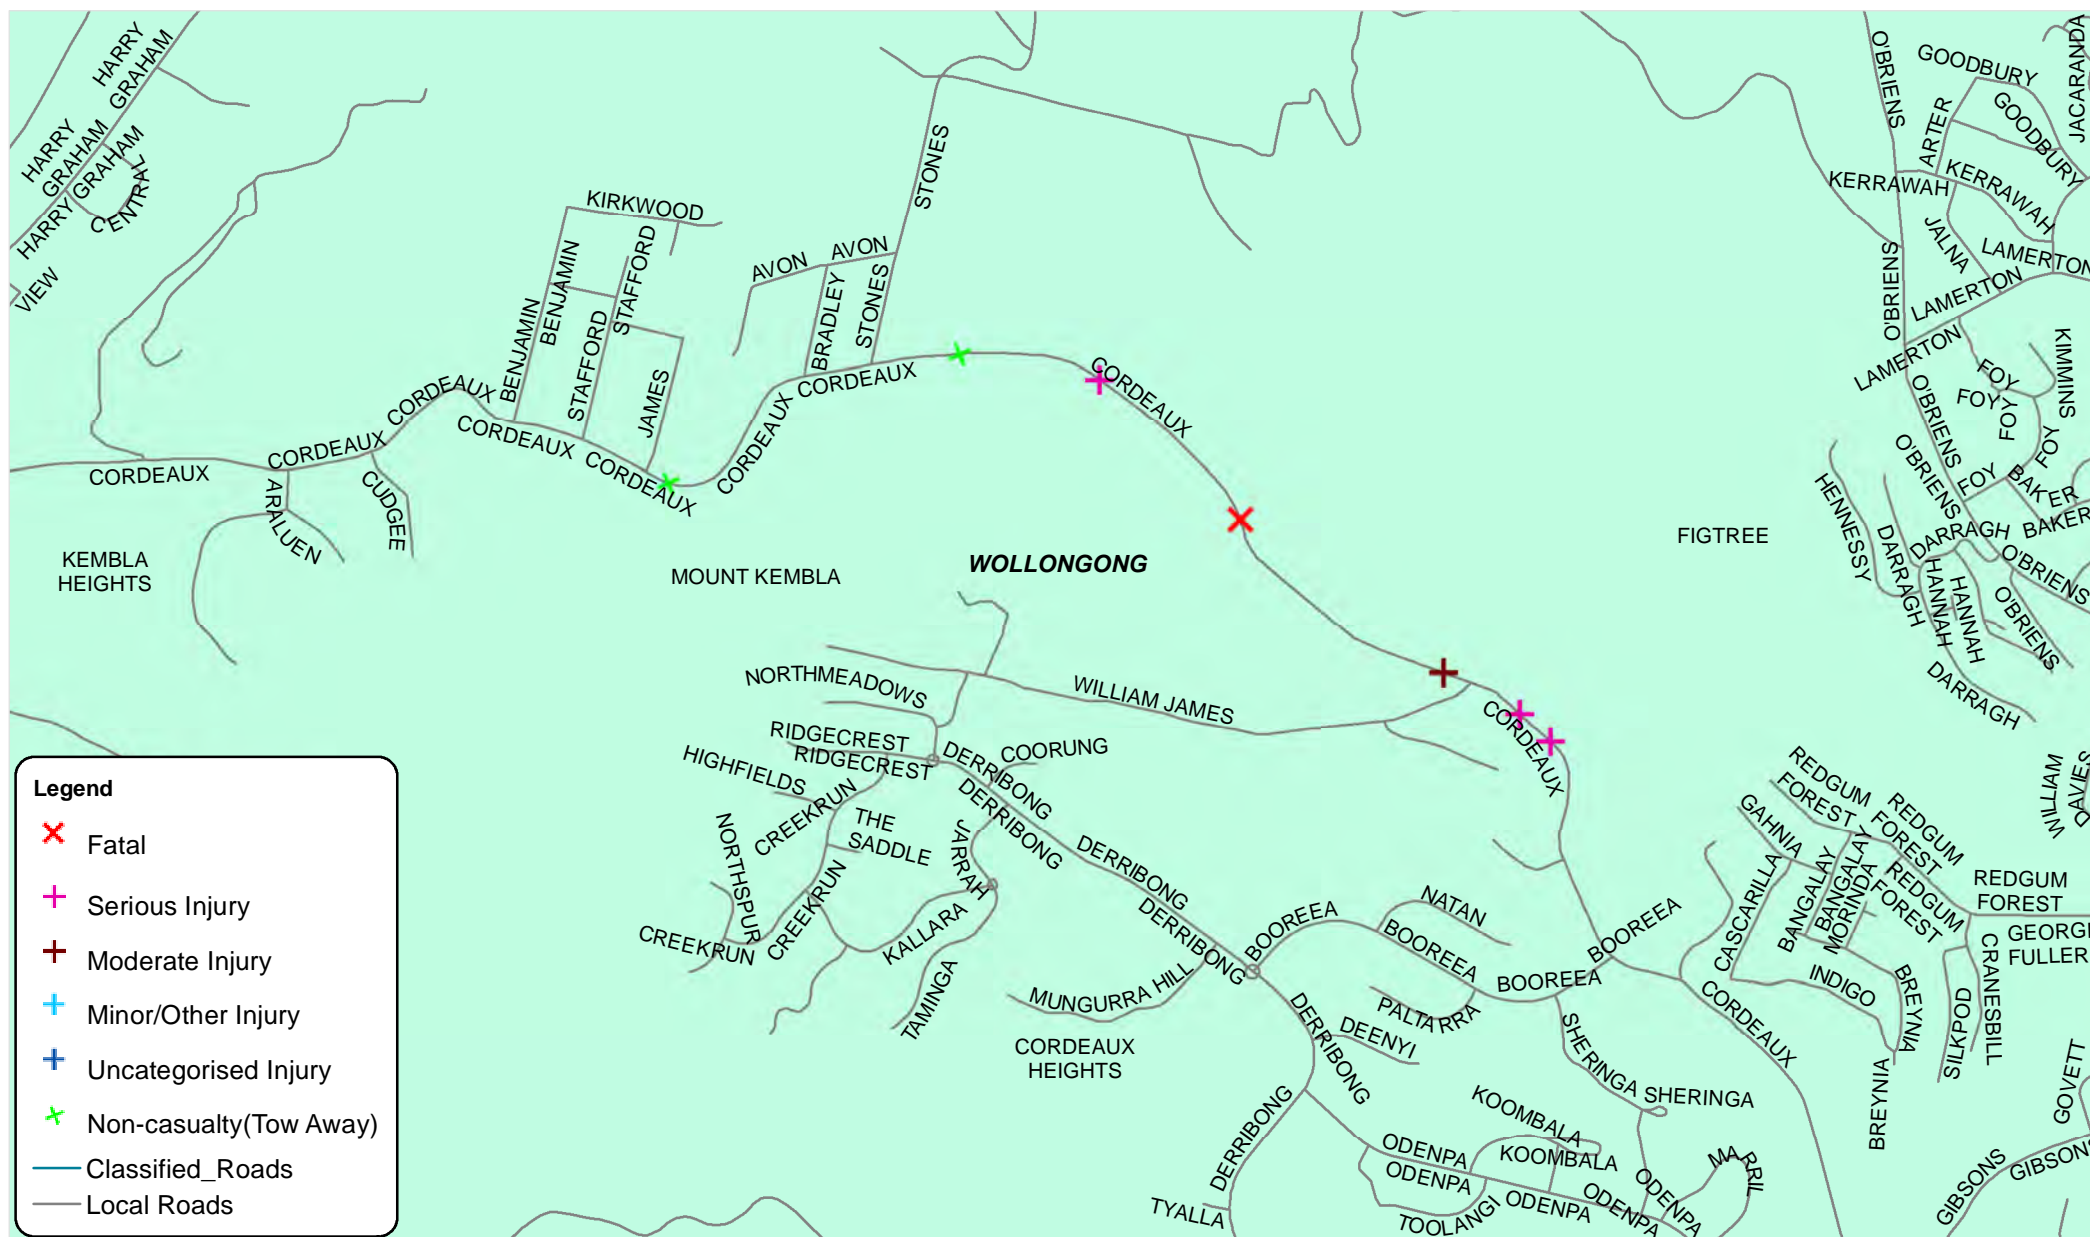 HARRY
GRAHAM
HARRY
GRAHAM
HARRY GRAHAM
CENTRAL
VIEW
KIRKWOOD
BENJAMIN
BENJAMIN
STAFFORD
STAFFORD
JAMES
AVON
AVON
BRADLEY
STONES
STONES
CORDEAUX
CORDEAUX
CORDEAUX
CORDEAUX
CORDEAUX
CORDEAUX
CORDEAUX
CORDEAUX
ARALUEN
CUDGEE
KEMBLA
HEIGHTS
MOUNT KEMBLA
WOLLONGONG
FIGTREE
O'BRIENS
GOODBURY
GOODBURY
JACARANDA
ARTER
KERRAWAH
KERRAWAH
JALNA
LAMERTON
LAMERTON
LAMERTON
O'BRIENS
O'BRIENS
O'BRIENS
KIMMINS
FOY
FOY
FOY
FOY
FOY
BAKER
BAKER
HENNESSY
DARRAGH
DARRAGH
HANNAH
HANNAH
O'BRIENS
O'BRIENS
DARRAGH
NORTHMEADOWS
WILLIAM JAMES
RIDGECREST
RIDGECREST
HIGHFIELDS
DERRIBONG
COORUNG
DERRIBONG
CREEKRUN
THE
SADDLE
JARRAH
NORTHSPUR
CREEKRUN
CREEKRUN
KALLARA
TAMINGA
DERRIBONG
DERRIBONG
MUNGURRA HILL
CORDEAUX
HEIGHTS
BOOREEA
NATAN
BOOREEA
BOOREEA
BOOREEA
PALTARRA
DEENYI
DERRIBONG
DERRIBONG
TYALLA
SHERINGA
SHERINGA
KOOMBALA
KOOMBALA
ODENPA
ODENPA
ODENPA
ODENPA
ODENPA
TOOLANGI
MARRIL
CORDEAUX
CORDEAUX
REDGUM
FOREST
REDGUM
FOREST
REDGUM
FOREST
REDGUM
FOREST
GAHNIA
CASCARILLA
BANGALAY
BANGALAY
MORINDA
INDIGO
BREYNIA
BREYNIA
SILKPOD
CRANESBILL
GEORGE
FULLER
WILLIAM
DAVIES
GOVETT
GIBSONS
GIBSONS
Legend
Fatal
Serious Injury
Moderate Injury
Minor/Other Injury
Uncategorised Injury
Non-casualty(Tow Away)
Classified_Roads
Local Roads